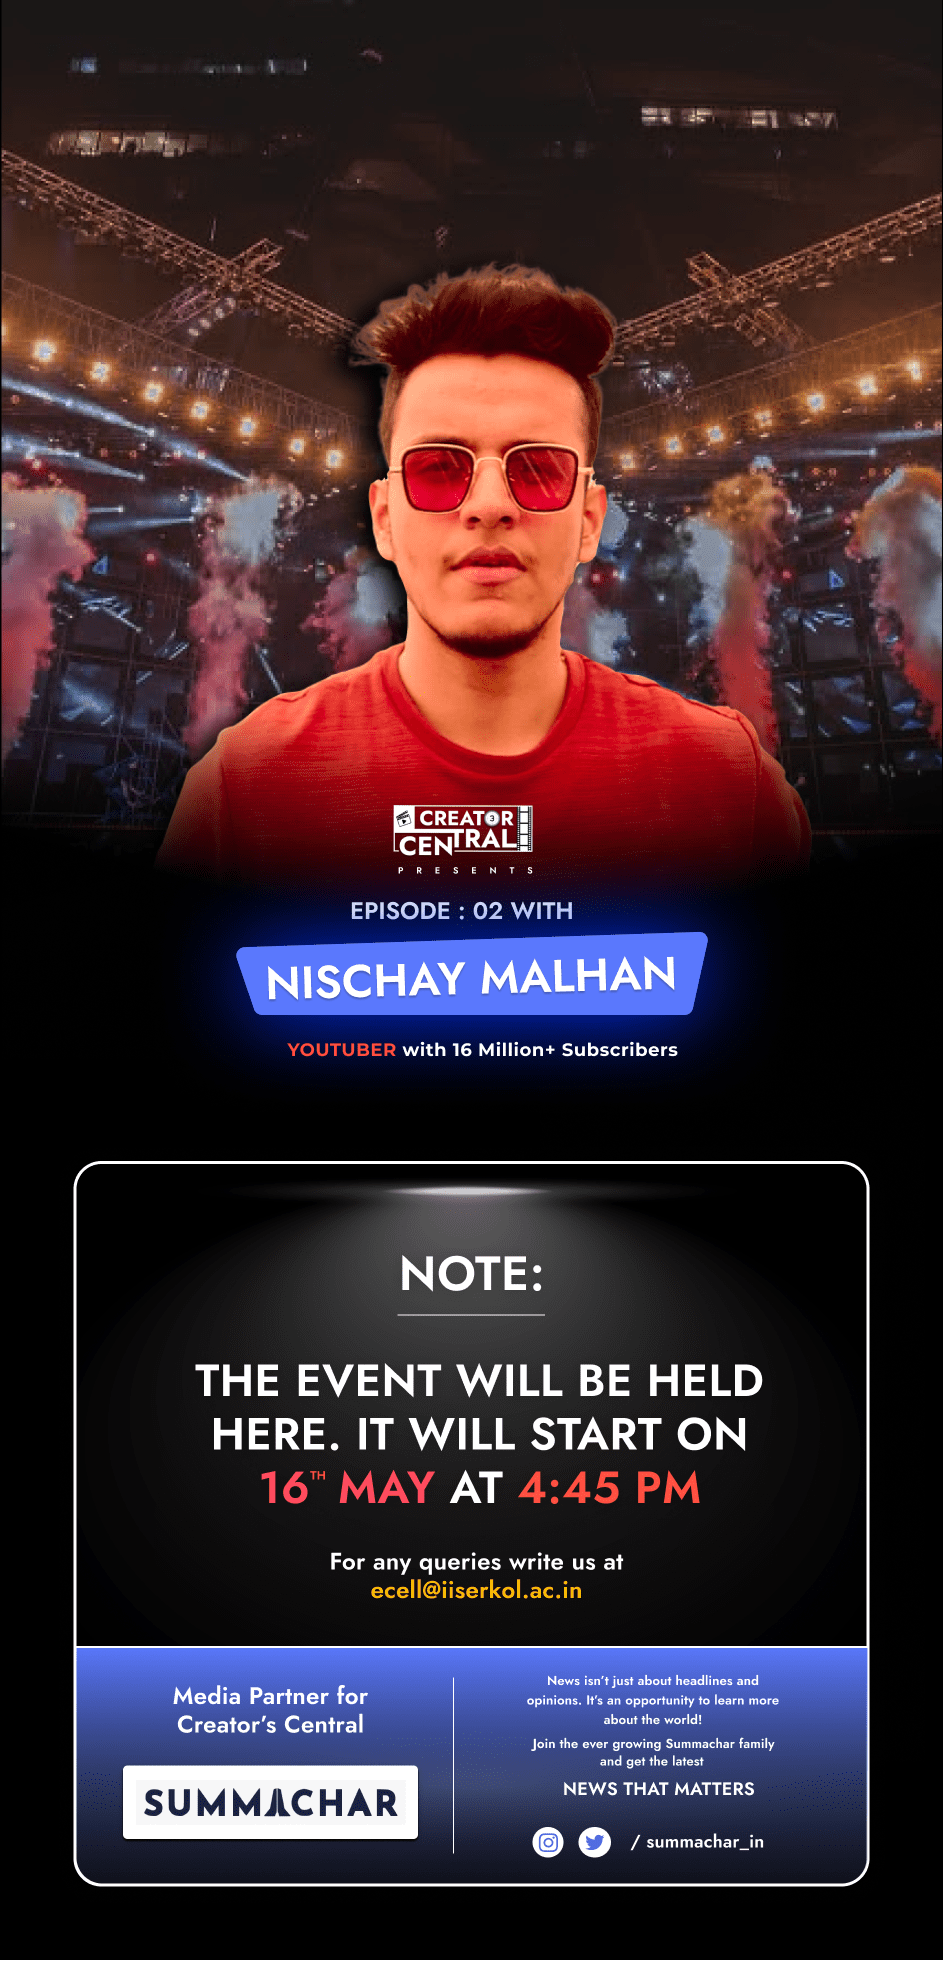 CREATOR
CENTRAL
PRESENTS
EPISODE : 02 WITH
NISCHAY MALHAN
YOUTUBER with 16 Million+ Subscribers
NOTE:
THE EVENT WILL BE HELD
HERE. IT WILL START ON
16TH MAY AT 4:45 PM
For any queries write us at
ecell@iiserkol.ac.in
Media Partner for
Creator's Central
SUMMACHAR
News isn't just about headlines and
opinions. It's an opportunity to learn more
about the world!
Join the ever growing Summachar family
and get the latest
NEWS THAT MATTERS
/ summachar_in